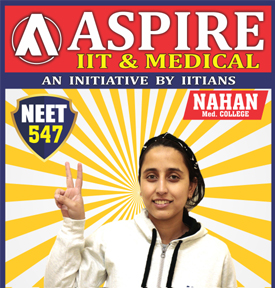 ASPIRE
IIT & MEDICAL
AN INITIATIVE BY IITIANS
NEET
547
NAHAN
Med. COLLEGE